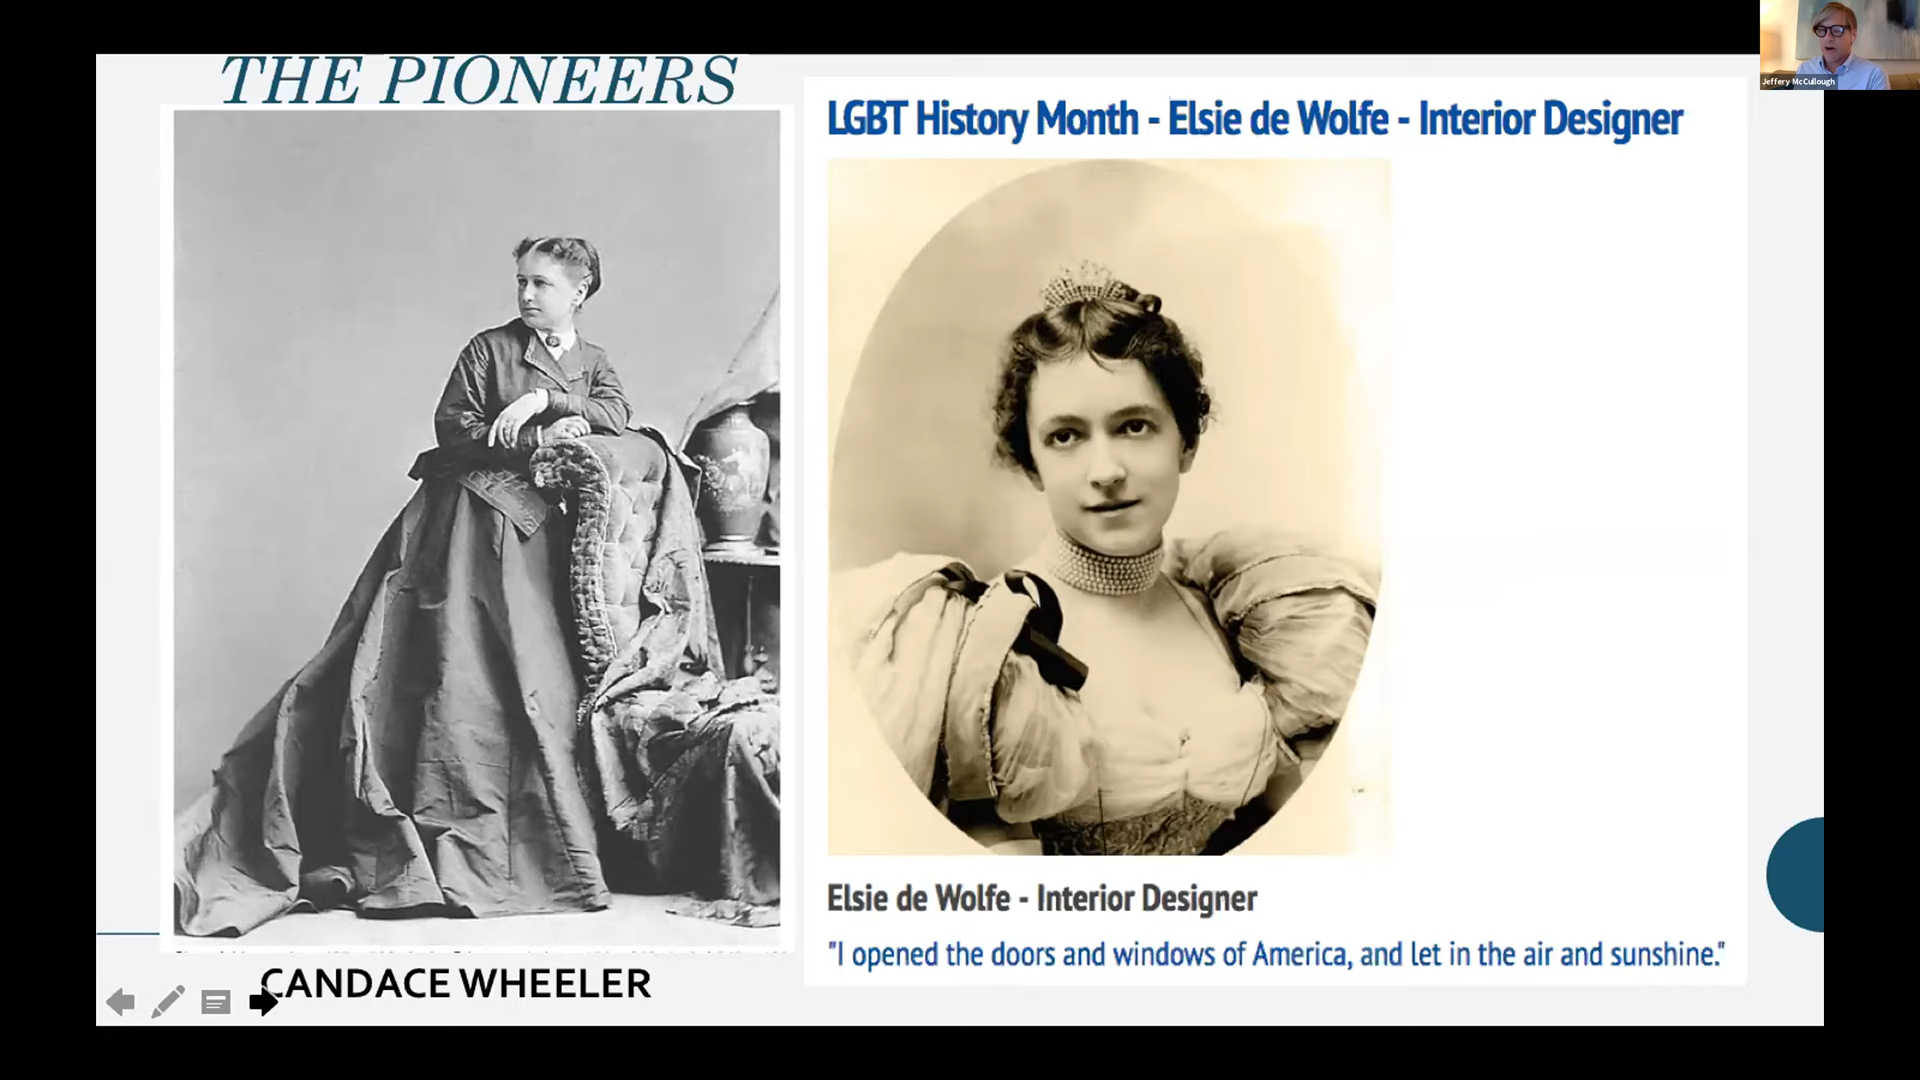 THE PIONEERS
CANDACE WHEELER
LGBT History Month - Elsie de Wolfe - Interior Designer
Elsie de Wolfe - Interior Designer
"I opened the doors and windows of America, and let in the air and sunshine."
Jeffery McCullough